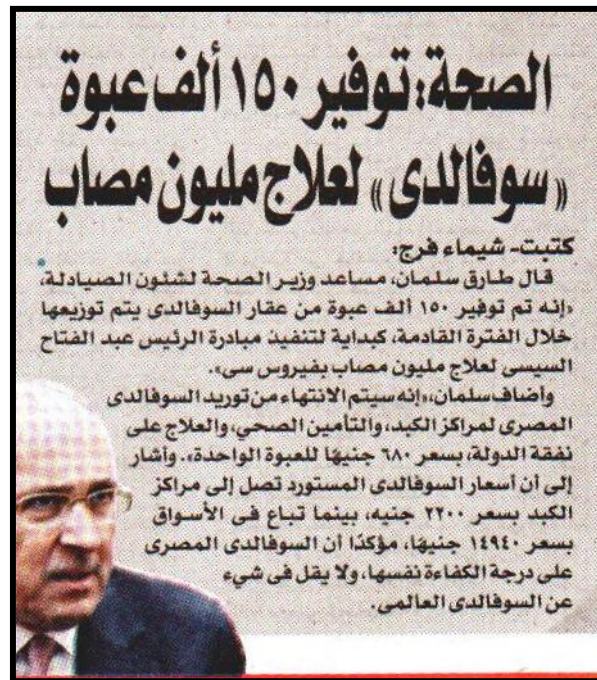 الصحة: توفير ١٥٠ ألف عبوة
«سوفالدى» لعلاج مليون مصاب
كتبت- شيماء فرج:
قال طارق سلمان، مساعد وزير الصحة لشئون الصيادلة،
«إنه تم توفير ١٥٠ ألف عبوة من عقار السوفالدى يتم توزيعها
خلال الفترة القادمة، كبداية لتنفيذ مبادرة الرئيس عبد الفتاح
السيسى لعلاج مليون مصاب بفيروس سى».
وأضاف سلمان، «إنه سيتم الانتهاء من توريد السوفالدى
المصرى لمراكز الكبد، والتأمين الصحي، والعلاج على
نفقة الدولة، بسعر ٦٨٠ جنيهًا للعبوة الواحدة». وأشار
إلى أن أسعار السوفالدى المستورد تصل إلى مراكز
الكبد بسعر ٢٢٠٠ جنيه، بينما تباع فى الأسواق
بسعر ١٤٩٤٠ جنيهًا، مؤكدًا أن السوفالدى المصرى
على درجة الكفاءة نفسها، ولا يقل فى شيء
عن السوفالدى العالمى.